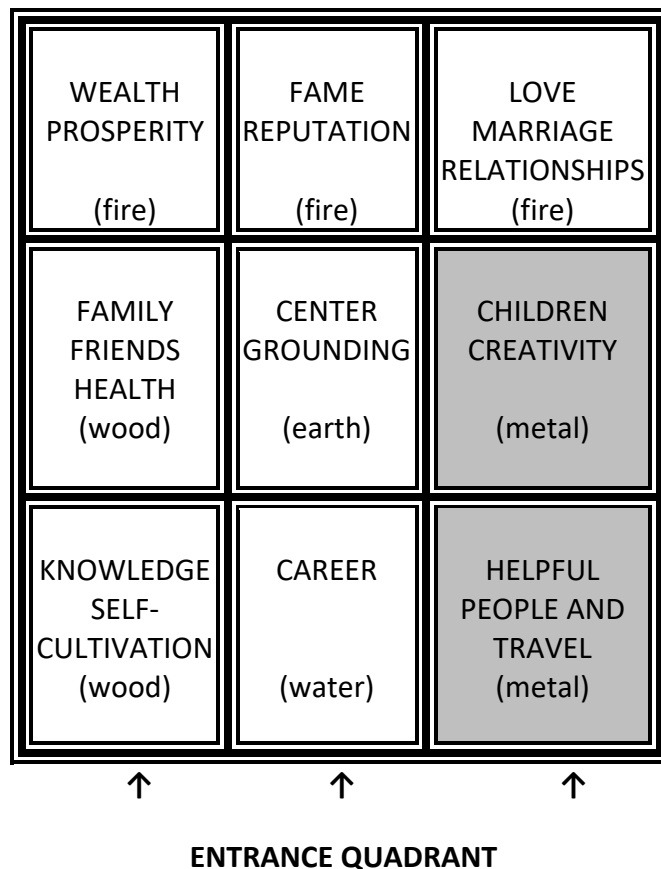 WEALTH
PROSPERITY
(fire)
FAME
REPUTATION
(fire)
LOVE
MARRIAGE
RELATIONSHIPS
(fire)
FAMILY
FRIENDS
HEALTH
(wood)
CENTER
GROUNDING
(earth)
CHILDREN
CREATIVITY
(metal)
KNOWLEDGE
SELF-
CULTIVATION
(wood)
CAREER
(water)
HELPFUL
PEOPLE AND
TRAVEL
(metal)
↑ ↑ ↑
ENTRANCE QUADRANT